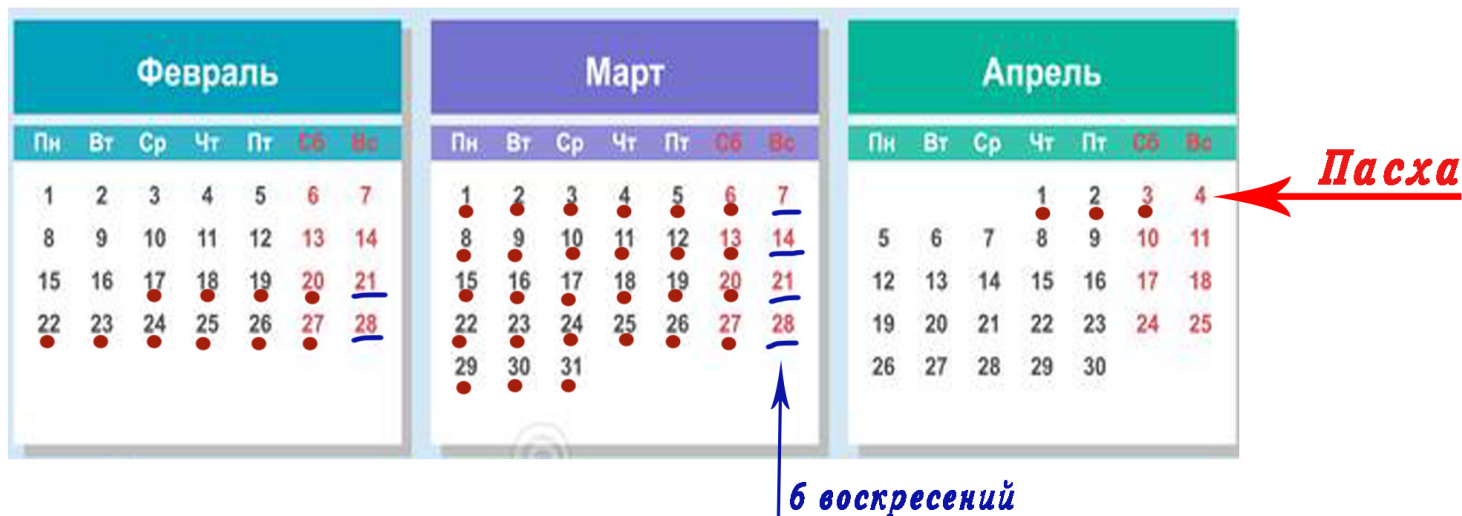 Февраль Март Апрель
Пн Вт Ср Чт Пт Сб Вс Пн Вт Ср Чт Пт Сб Вс Пн Вт Ср Чт Пт Сб Вс
1 2 3 4 5 6 7 1 2 3 4 5 6 7 1 2 3 4 Пасха
8 9 10 11 12 13 14 8 9 10 11 12 13 14 5 6 7 8 9 10 11
15 16 17 18 19 20 21 15 16 17 18 19 20 21 12 13 14 15 16 17 18
22 23 24 25 26 27 28 22 23 24 25 26 27 28 19 20 21 22 23 24 25
29 30 31 26 27 28 29 30
6 воскресений